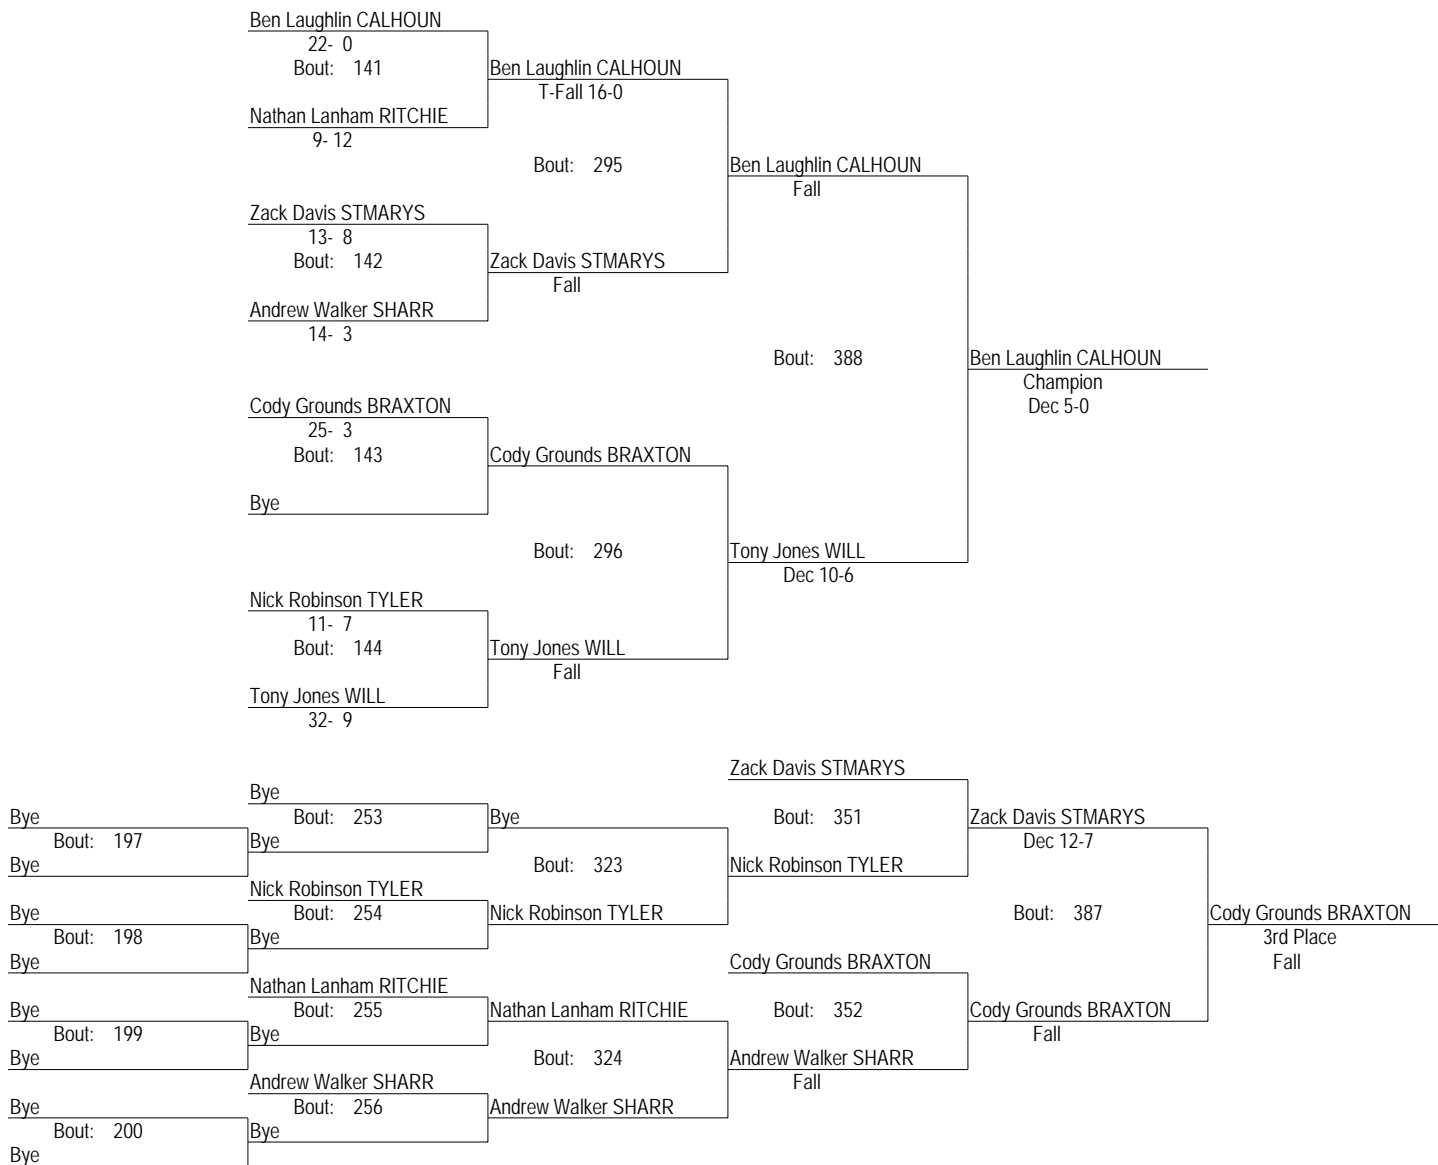 Ben Laughlin CALHOUN
22- 0
Bout: 141
Ben Laughlin CALHOUN
T-Fall 16-0
Nathan Lanham RITCHIE
9- 12
Bout: 295
Ben Laughlin CALHOUN
Fall
Zack Davis STMARYS
13- 8
Bout: 142
Zack Davis STMARYS
Fall
Andrew Walker SHARR
14- 3
Bout: 388
Ben Laughlin CALHOUN
Champion
Dec 5-0
Cody Grounds BRAXTON
25- 3
Bout: 143
Cody Grounds BRAXTON
Bye
Bout: 296
Tony Jones WILL
Dec 10-6
Nick Robinson TYLER
11- 7
Bout: 144
Tony Jones WILL
Fall
Tony Jones WILL
32- 9
Zack Davis STMARYS
Bye
Bye
Bout: 253
Bye
Bout: 351
Zack Davis STMARYS
Bout: 197
Bye
Dec 12-7
Bye
Bout: 323
Nick Robinson TYLER
Nick Robinson TYLER
Bye
Bout: 254
Nick Robinson TYLER
Bout: 387
Cody Grounds BRAXTON
Bout: 198
Bye
3rd Place
Bye
Cody Grounds BRAXTON
Fall
Nathan Lanham RITCHIE
Bye
Bout: 255
Nathan Lanham RITCHIE
Bout: 352
Cody Grounds BRAXTON
Bout: 199
Bye
Fall
Bye
Bout: 324
Andrew Walker SHARR
Andrew Walker SHARR
Fall
Bye
Bout: 256
Andrew Walker SHARR
Bout: 200
Bye
Bye